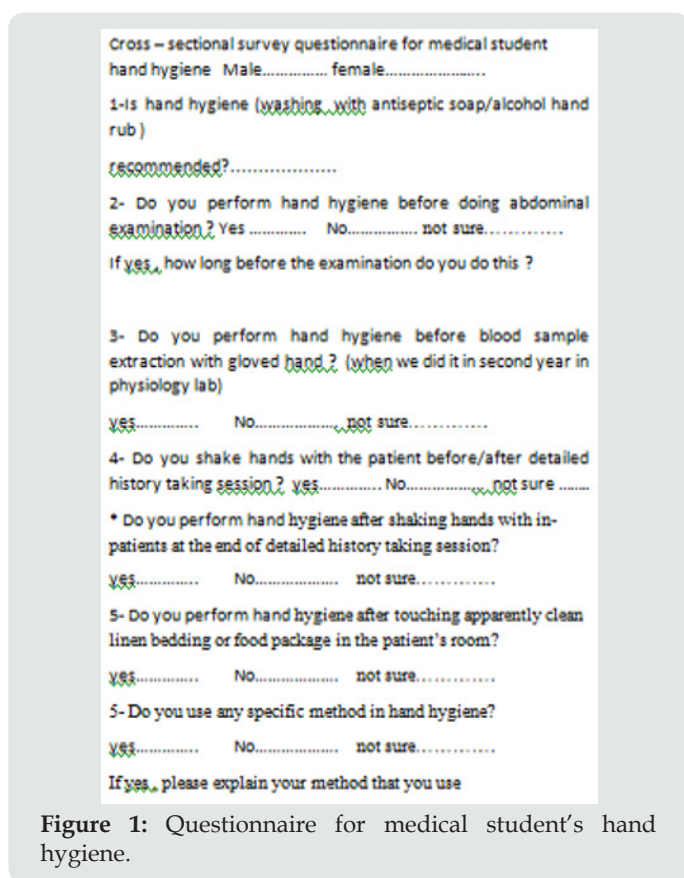 Cross – sectional survey questionnaire for medical student
hand hygiene Male................ female........................
1-Is hand hygiene (washing with antiseptic soap/alcohol hand
rub )
recommended?...................
2- Do you perform hand hygiene before doing abdominal
examination ? Yes ............. No................. not sure..............
If yes , how long before the examination do you do this ?
3- Do you perform hand hygiene before blood sample
extraction with gloved hand ? (when we did it in second year in
physiology lab)
yes............... No..................... not sure..............
4- Do you shake hands with the patient before/after detailed
history taking session ? yes............... No................... not sure ........
* Do you perform hand hygiene after shaking hands with in-
patients at the end of detailed history taking session?
yes............... No.................... not sure..............
5- Do you perform hand hygiene after touching apparently clean
linen bedding or food package in the patient's room?
yes............... No.................... not sure..............
5- Do you use any specific method in hand hygiene?
yes............... No.................... not sure..............
If yes , please explain your method that you use
Figure 1: Questionnaire for medical student's hand
hygiene.